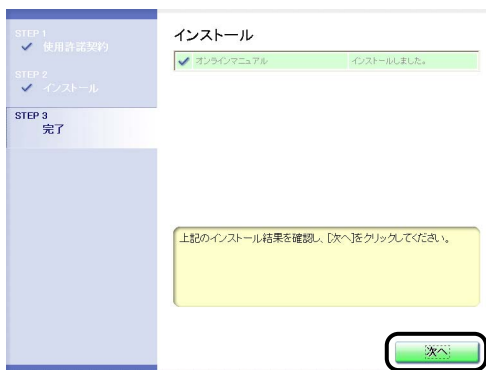 STEP 1
使用許諾契約
STEP 2
インストール
STEP 3
完了
インストール
オンラインマニュアル インストールしました。
上記のインストール結果を確認し、[次へ]をクリックしてください。
次へ